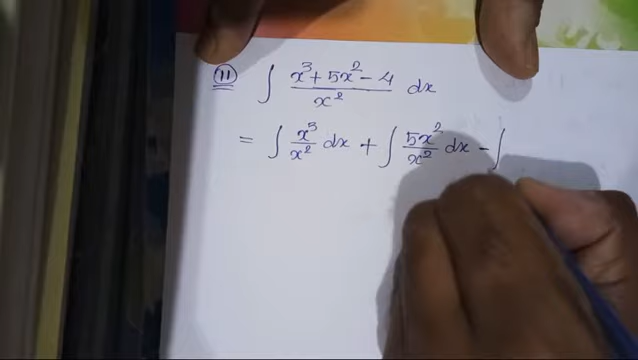 11 ∫ (x³ + 5x² - 4)/x² dx
= ∫ x³/x² dx + ∫ 5x²/x² dx - ∫